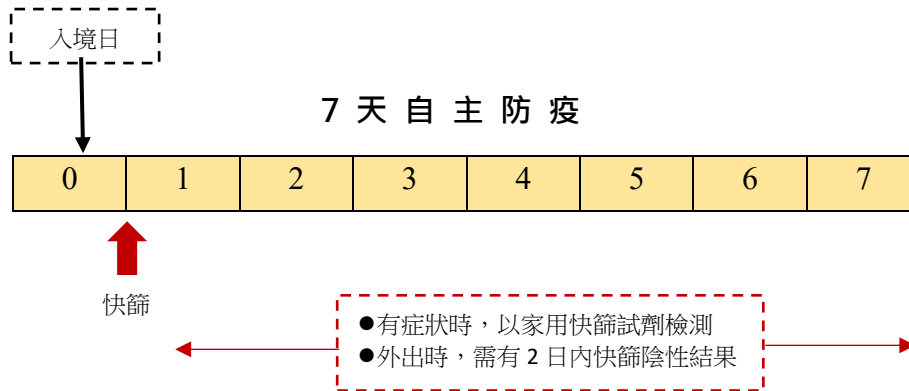 入境日
7 天 自 主 防 疫
0 1 2 3 4 5 6 7
快篩
●有症狀時，以家用快篩試劑檢測
●外出時，需有 2 日內快篩陰性結果